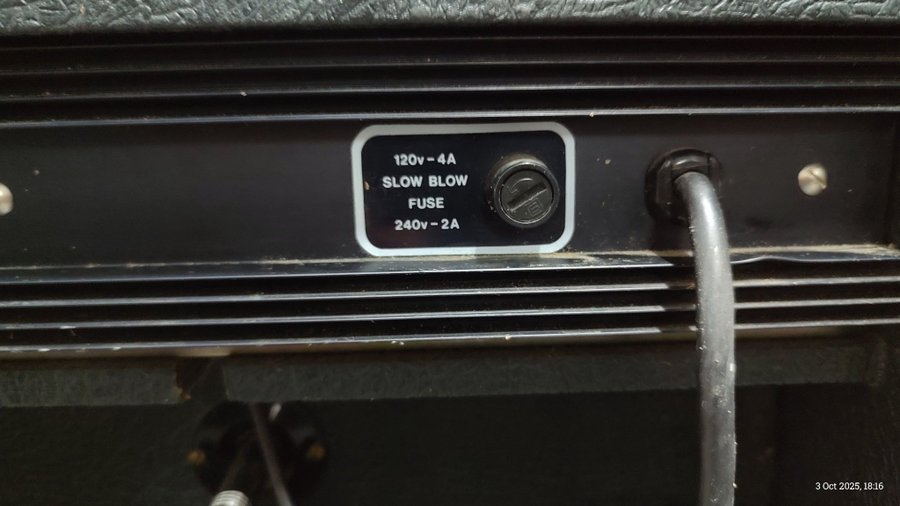 120v-4A
SLOW BLOW
FUSE
240v-2A
3 Oct 2025, 18:16